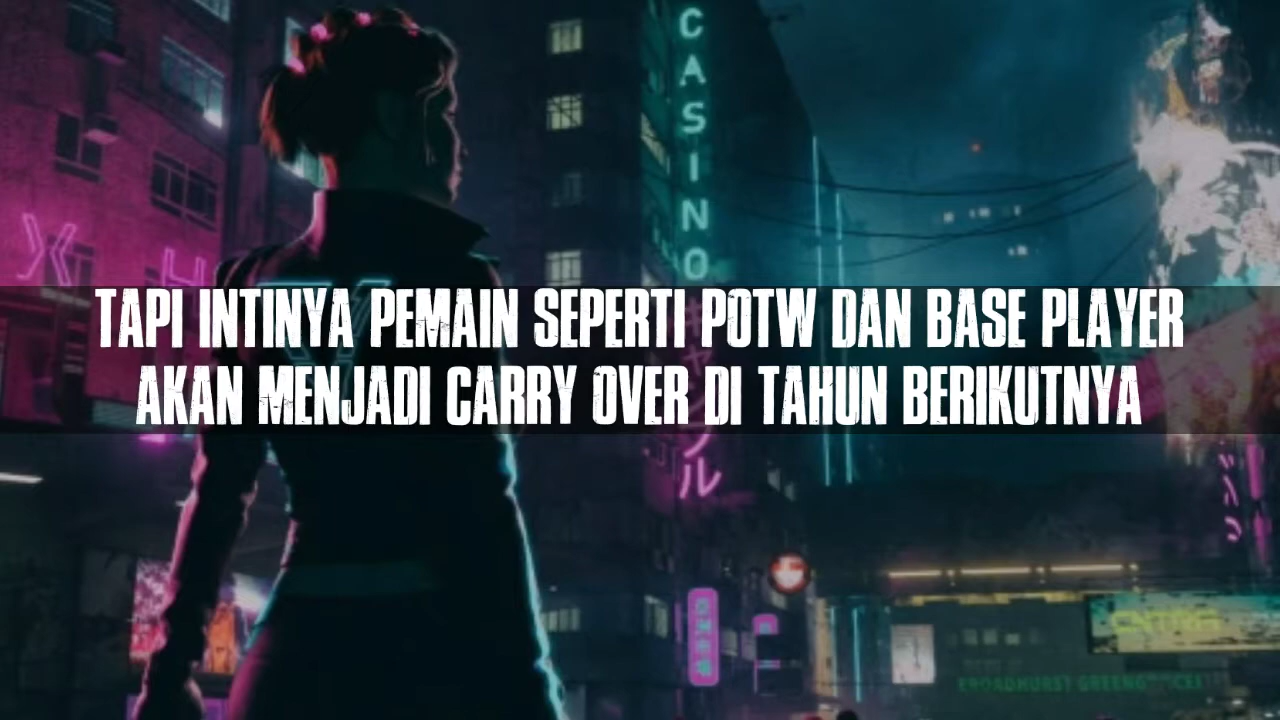 CASINO
TAPI INTINYA PEMAIN SEPERTI POTW DAN BASE PLAYER
AKAN MENJADI CARRY OVER DI TAHUN BERIKUTNYA